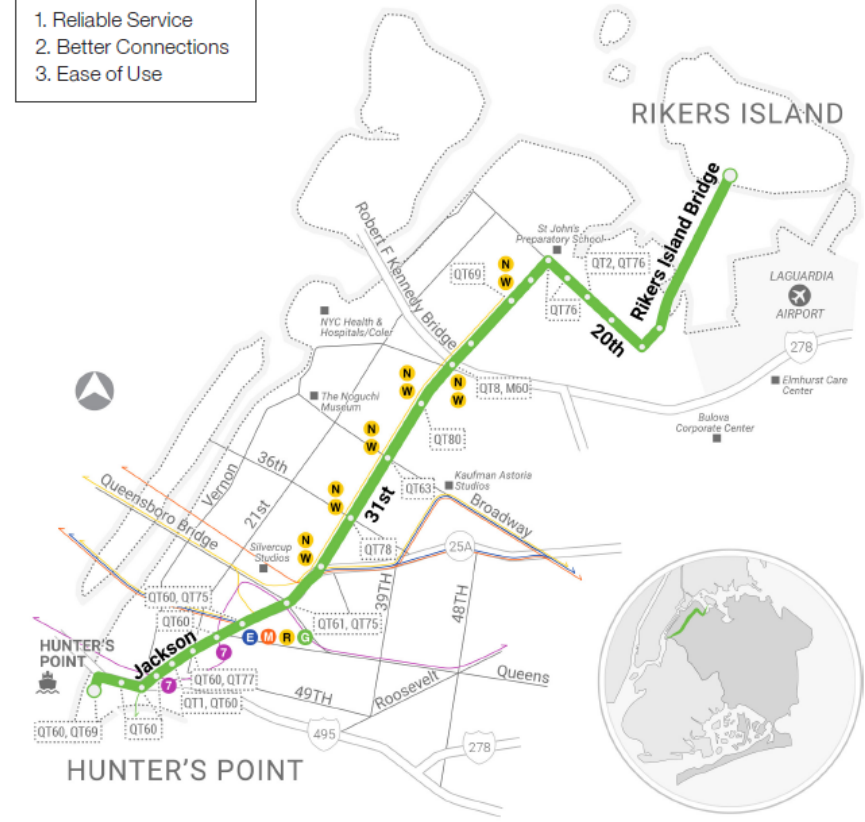 1. Reliable Service
2. Better Connections
3. Ease of Use
RIKERS ISLAND
Rikers Island Bridge
Robert F Kennedy Bridge
St John's
Preparatory School
N
W
QT69
QT2, QT76
LAGUARDIA
AIRPORT
QT76
20th
278
NYC Health &
Hospitals/Coler
N
W
N
W
QT8, M60
Elmhurst Care
Center
The Noguchi
Museum
Bulova
Corporate Center
N
W
QT80
36th
Vernon
21st
31st
QT63
Kaufman Astoria
Studios
Broadway
Queensboro Bridge
N
W
QT78
Silvercup
Studios
N
W
25A
39TH
48TH
QT60, QT75
QT60
QT61, QT75
E
M
R
G
HUNTER'S
POINT
Jackson
7
7
QT60, QT77
QT1, QT60
49TH
Roosevelt
Queens
QT60, QT69
QT60
495
278
HUNTER'S POINT